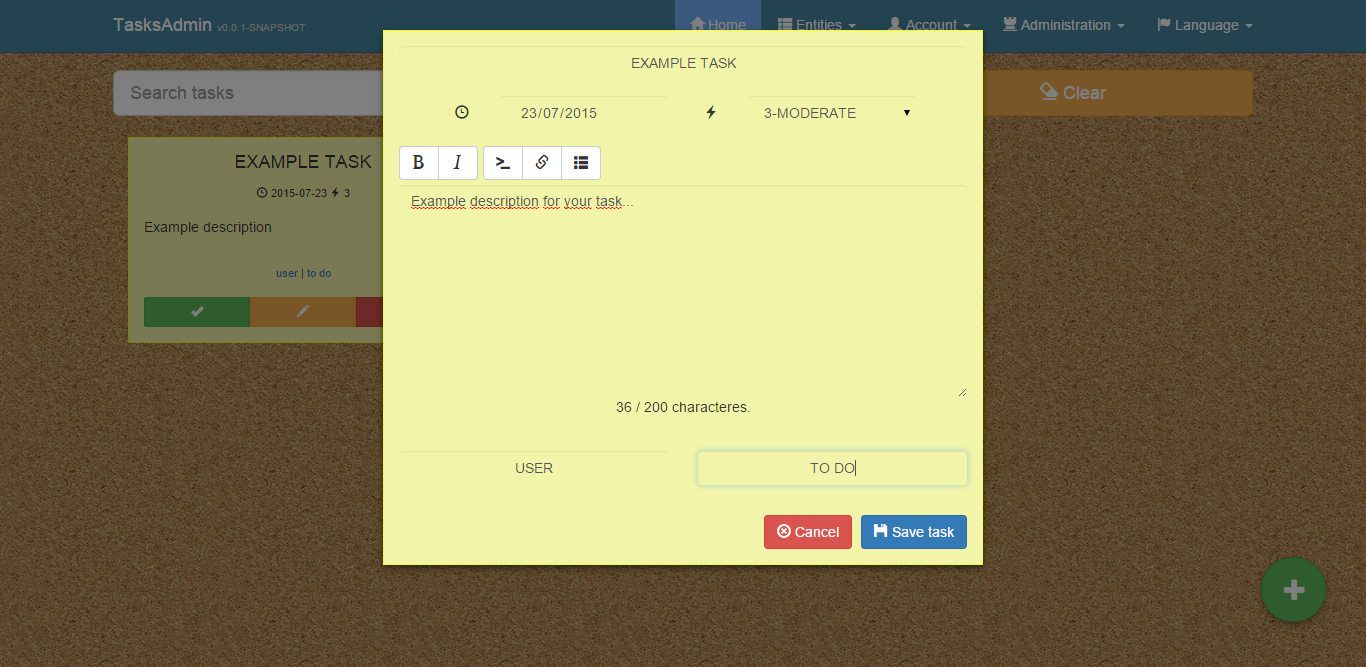 TasksAdmin v0.0.1-SNAPSHOT Home Entities Account Administration Language
Search tasks Clear
EXAMPLE TASK
2015-07-23 3
Example description
user | to do
EXAMPLE TASK
23/07/2015 3-MODERATE
B I
Example description for your task...
36 / 200 characteres.
USER TO DO
Cancel Save task